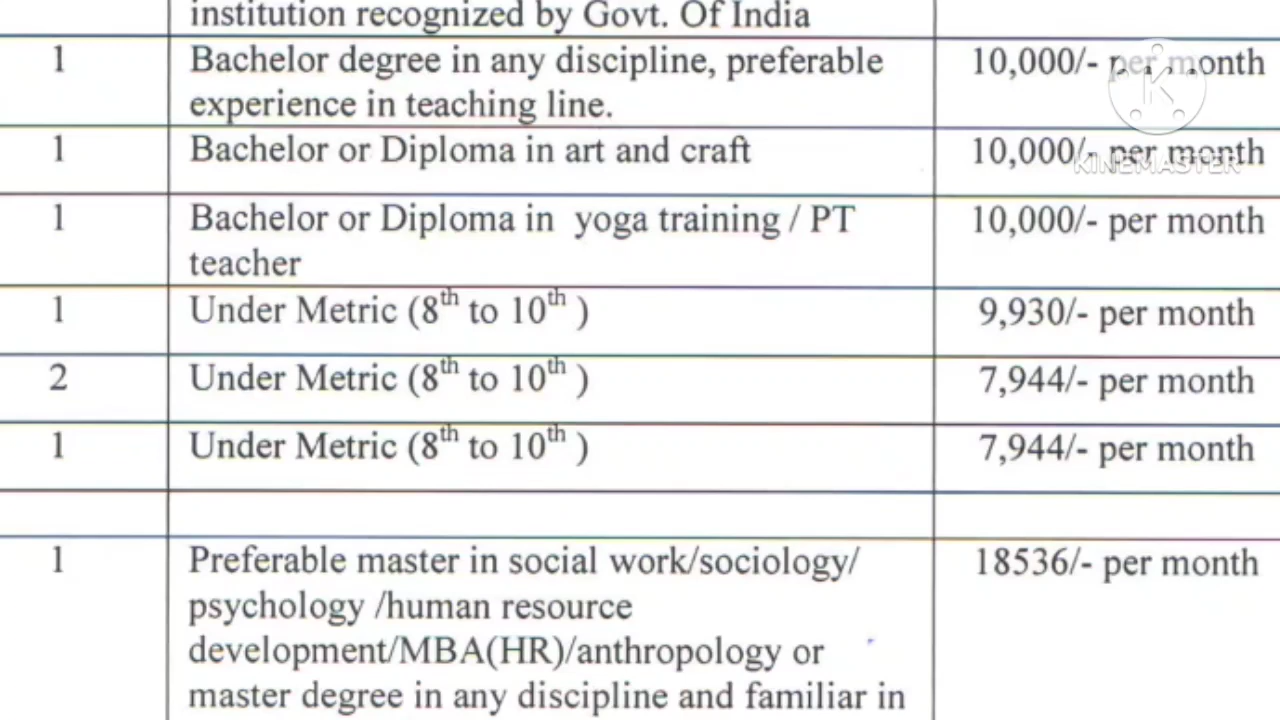 institution recognized by Govt. Of India
1 Bachelor degree in any discipline, preferable 10,000/- per month
experience in teaching line.
1 Bachelor or Diploma in art and craft 10,000/- per month
KINEMASTER
1 Bachelor or Diploma in yoga training / PT 10,000/- per month
teacher
1 Under Metric (8th to 10th ) 9,930/- per month
2 Under Metric (8th to 10th ) 7,944/- per month
1 Under Metric (8th to 10th ) 7,944/- per month
1 Preferable master in social work/sociology/ 18536/- per month
psychology /human resource
development/MBA(HR)/anthropology or
master degree in any discipline and familiar in